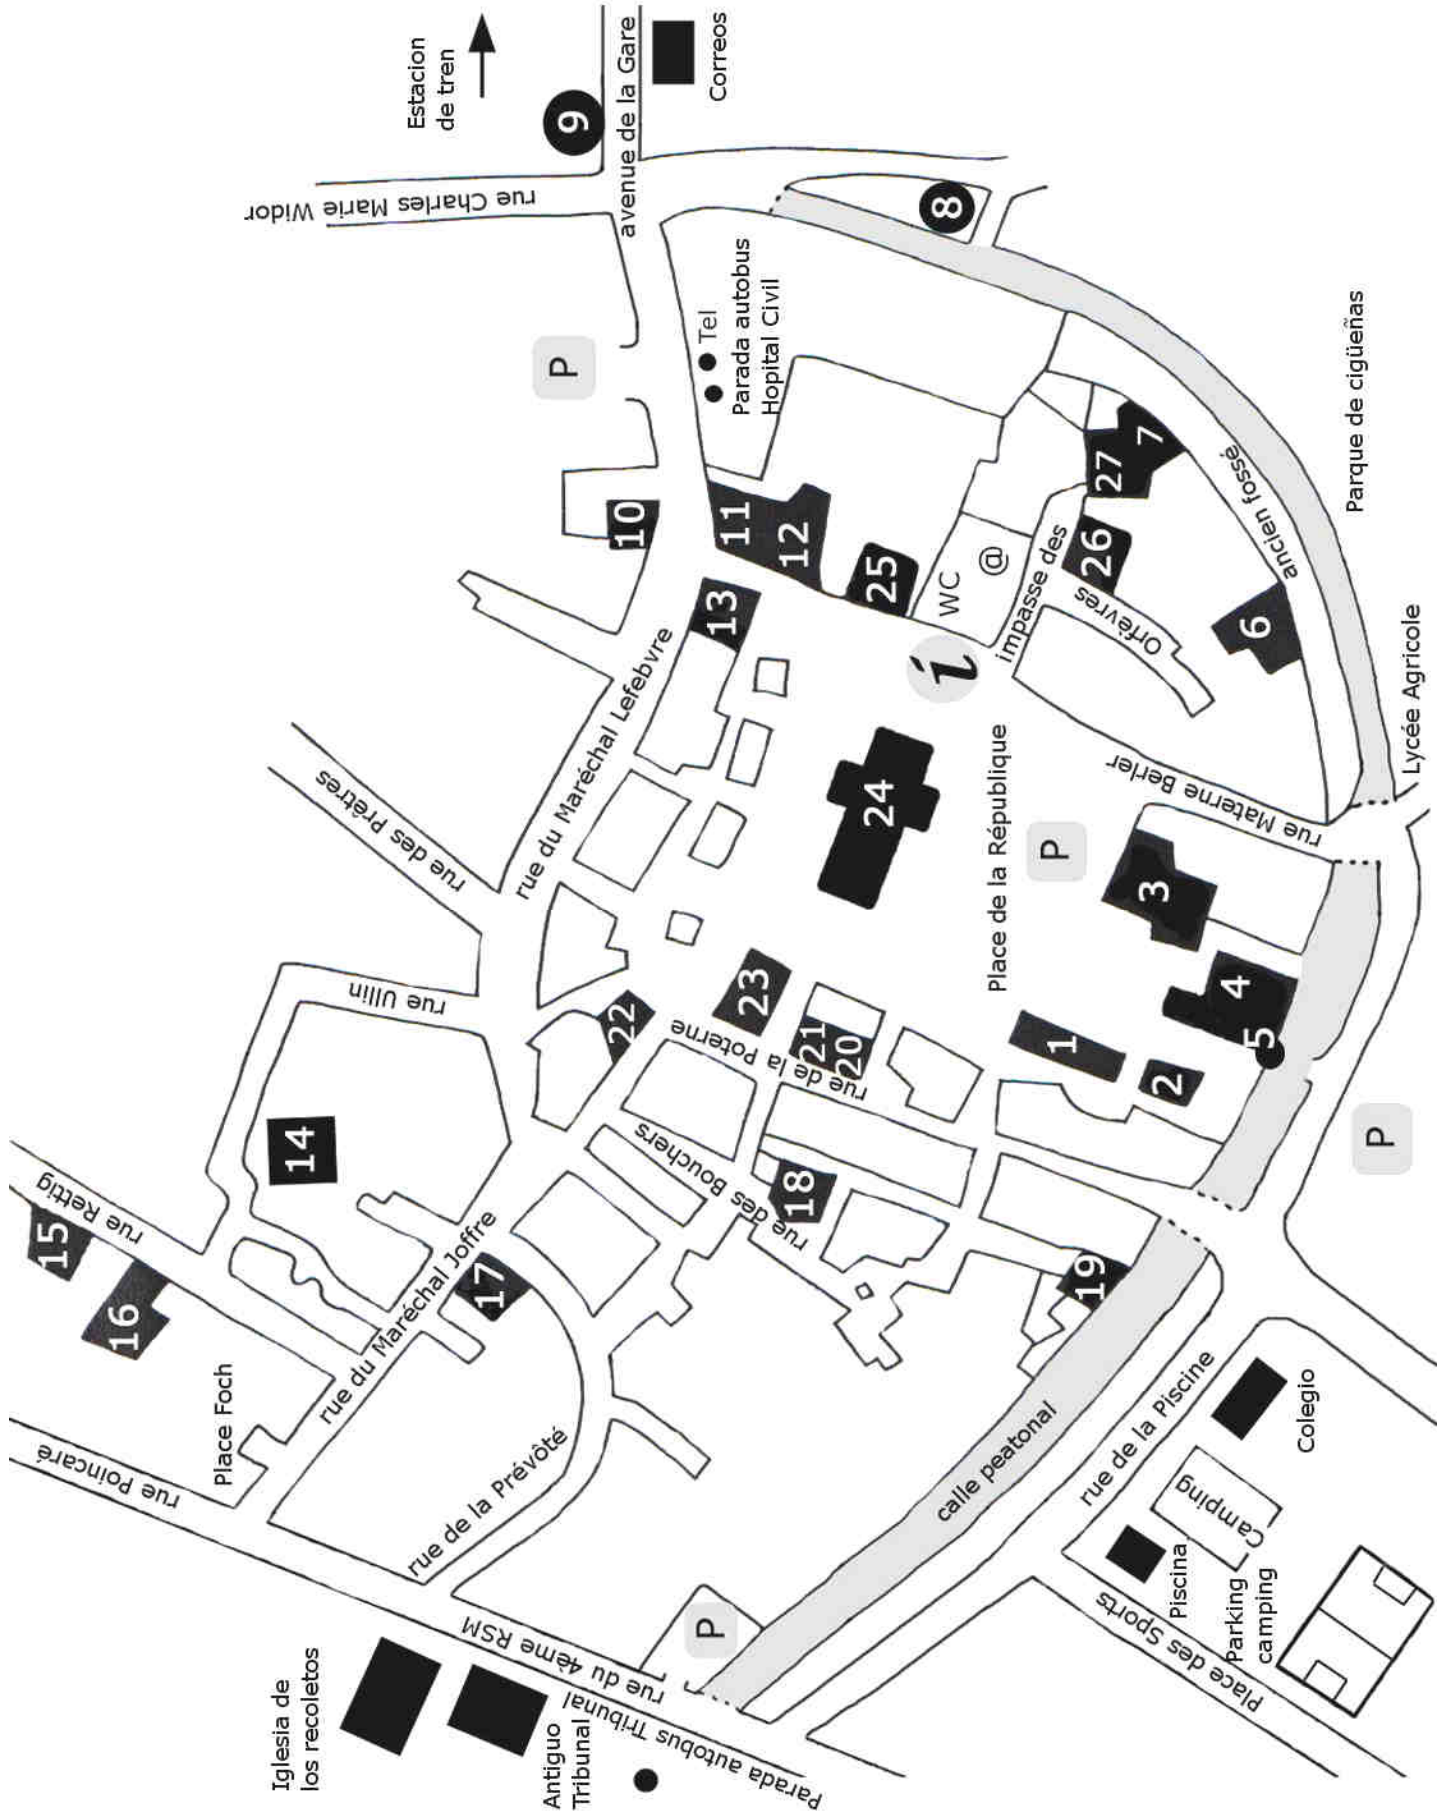 Estacion
de tren
avenue de la Gare
Correos
9
rue Charles Marie Widor
8
P
Tel
Parada autobus
Hopital Civil
10
11
12
13
25
WC
@
impasse des
Orfèvres
27
7
26
6
ancien fossé
Parque de cigüeñas
Lycée Agricole
i
rue du Maréchal Lefebvre
rue des Prêtres
24
Place de la République
P
rue Materne Berler
3
4
5
1
2
rue Ullin
22
23
21
20
rue de la Poterne
14
rue des Bouchers
18
19
P
rue Rettig
15
16
17
rue du Maréchal Joffre
Place Foch
rue Poincaré
rue de la Prévôté
calle peatonal
rue de la Piscine
Colegio
Camping
Piscina
Parking
camping
Place des Sports
P
rue du 4ème RSM
Iglesia de
los recoletos
Antiguo
Tribunal
Parada autobus Tribunal